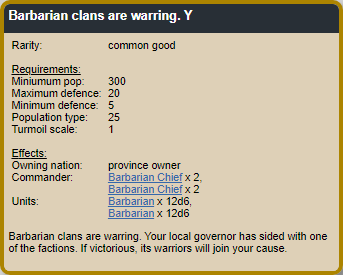 Barbarian clans are warring. Y
Rarity: common good
Requirements:
Miniumum pop: 300
Maximum defence: 20
Minimum defence: 5
Population type: 25
Turmoil scale: 1
Effects:
Owning nation: province owner
Commander: Barbarian Chief x 2,
Barbarian Chief x 2
Units: Barbarian x 12d6,
Barbarian x 12d6
Barbarian clans are warring. Your local governor has sided with one
of the factions. If victorious, its warriors will join your cause.